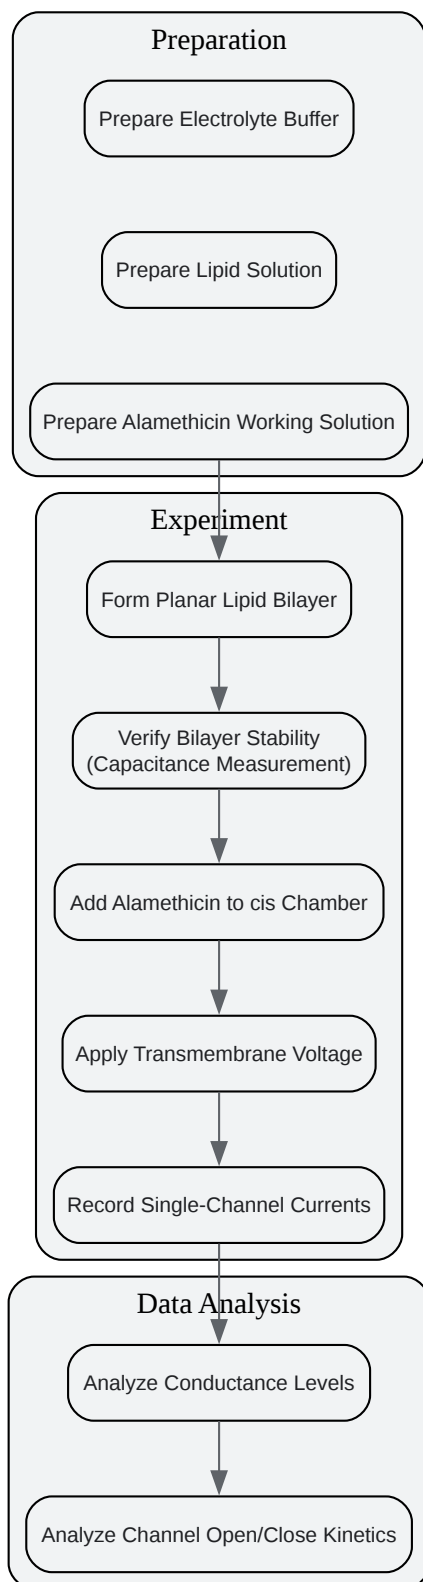 Preparation
Prepare Electrolyte Buffer
Prepare Lipid Solution
Prepare Alamethicin Working Solution
Experiment
Form Planar Lipid Bilayer
Verify Bilayer Stability
(Capacitance Measurement)
Add Alamethicin to cis Chamber
Apply Transmembrane Voltage
Record Single-Channel Currents
Data Analysis
Analyze Conductance Levels
Analyze Channel Open/Close Kinetics